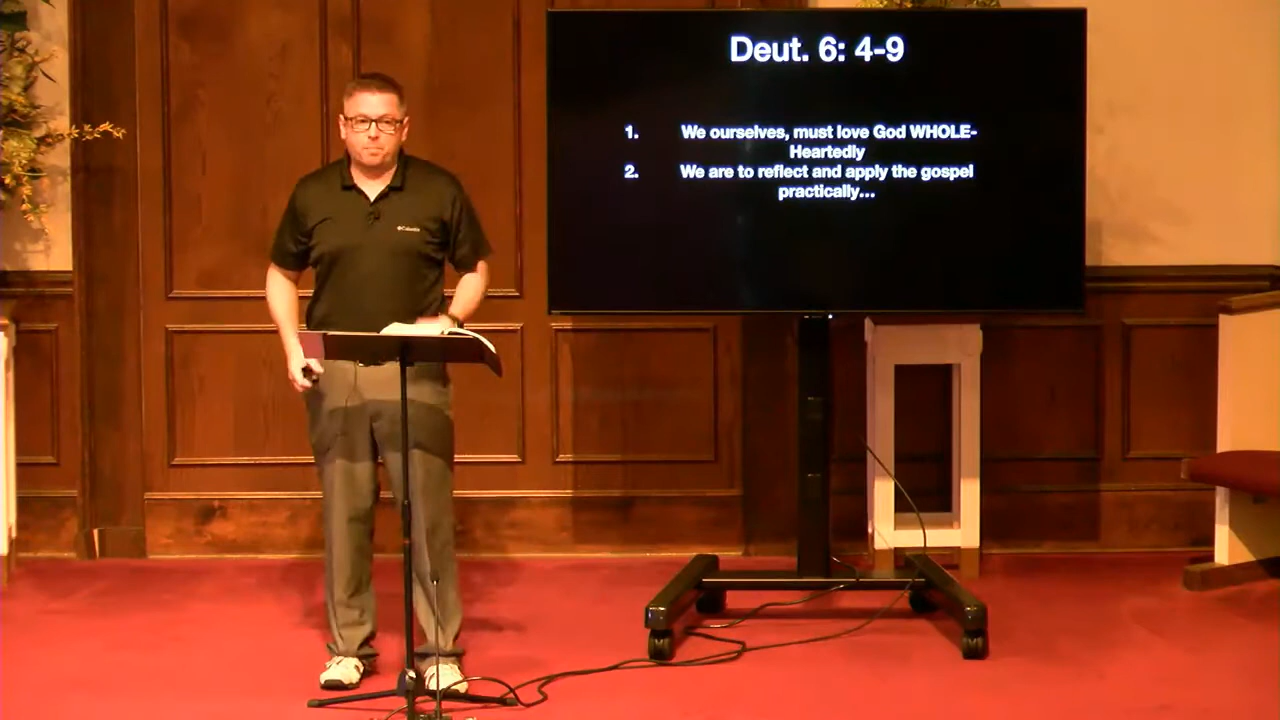 Deut. 6: 4-9
1. We ourselves, must love God WHOLE-
Heartedly
2. We are to reflect and apply the gospel
practically...
Columbia